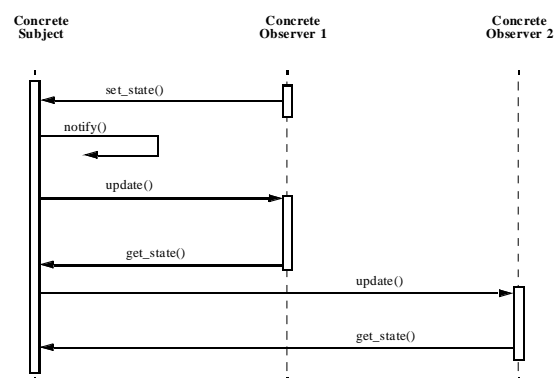 Concrete
Subject
Concrete
Observer 1
Concrete
Observer 2
set_state()
notify()
update()
get_state()
update()
get_state()